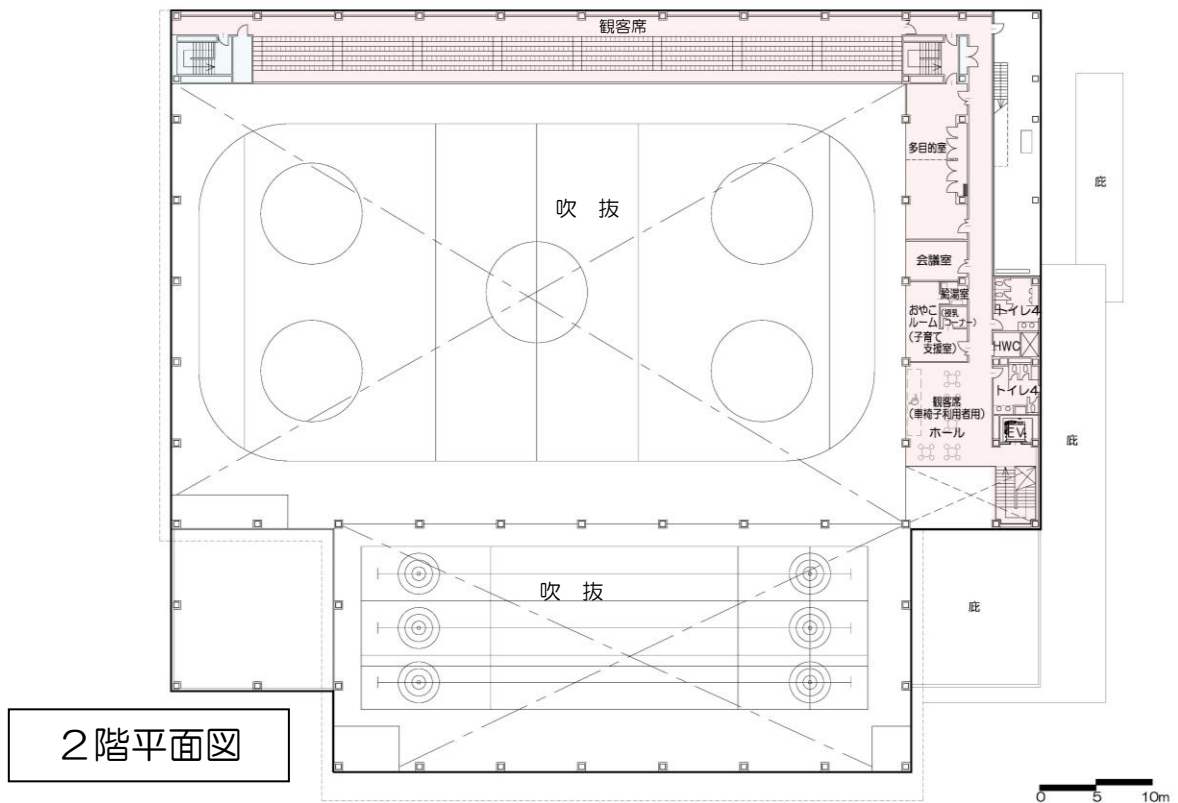 観客席
多目的室
庇
吹 抜
会議室
給湯室
おやこ
ルーム
(子育て
支援室)
(授乳
コーナー)
トイレ4
HWC
トイレ4
観客席
(車椅子利用者用)
ホール
EV
庇
吹 抜
庇
2階平面図
0 5 10m